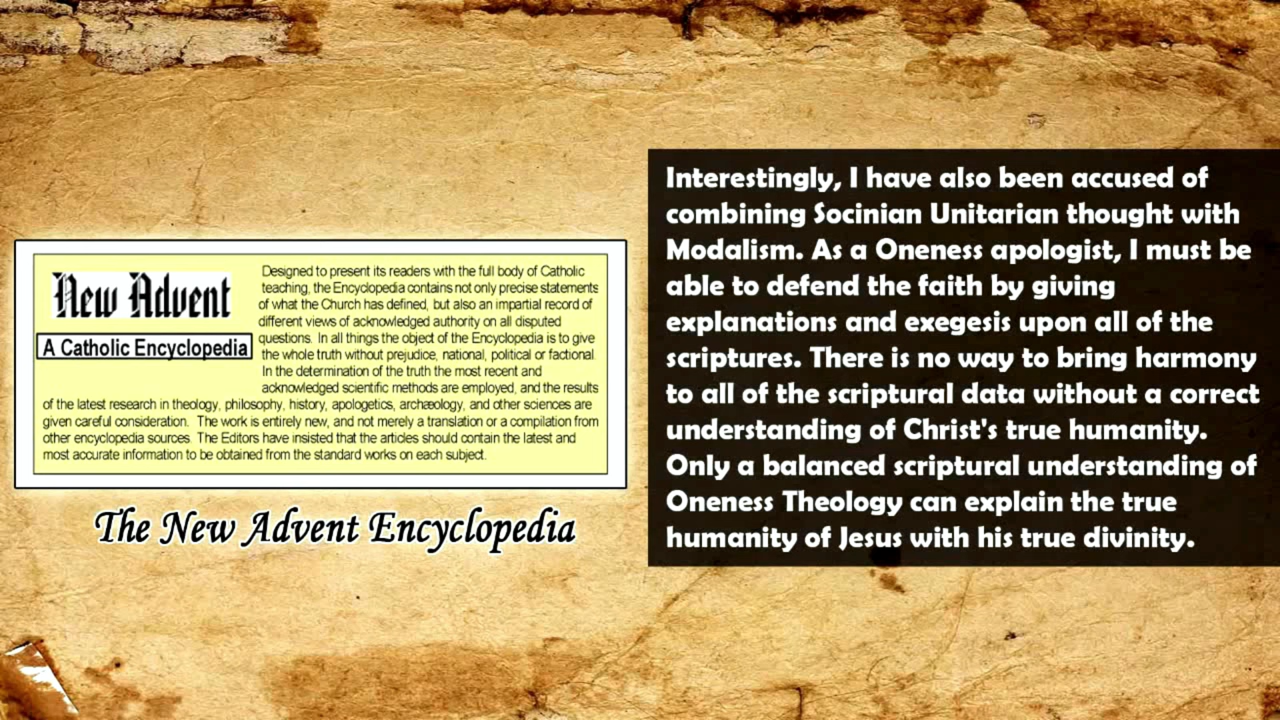 New Advent
A Catholic Encyclopedia
Designed to present its readers with the full body of Catholic
teaching, the Encyclopedia contains not only precise statements
of what the Church has defined, but also an impartial record of
different views of acknowledged authority on all disputed
questions. In all things the object of the Encyclopedia is to give
the whole truth without prejudice, national, political or factional.
In the determination of the truth the most recent and
acknowledged scientific methods are employed, and the results
of the latest research in theology, philosophy, history, apologetics, archæology, and other sciences are
given careful consideration. The work is entirely new, and not merely a translation or a compilation from
other encyclopedia sources. The Editors have insisted that the articles should contain the latest and
most accurate information to be obtained from the standard works on each subject.
The New Advent Encyclopedia
Interestingly, I have also been accused of
combining Socinian Unitarian thought with
Modalism. As a Oneness apologist, I must be
able to defend the faith by giving
explanations and exegesis upon all of the
scriptures. There is no way to bring harmony
to all of the scriptural data without a correct
understanding of Christ's true humanity.
Only a balanced scriptural understanding of
Oneness Theology can explain the true
humanity of Jesus with his true divinity.